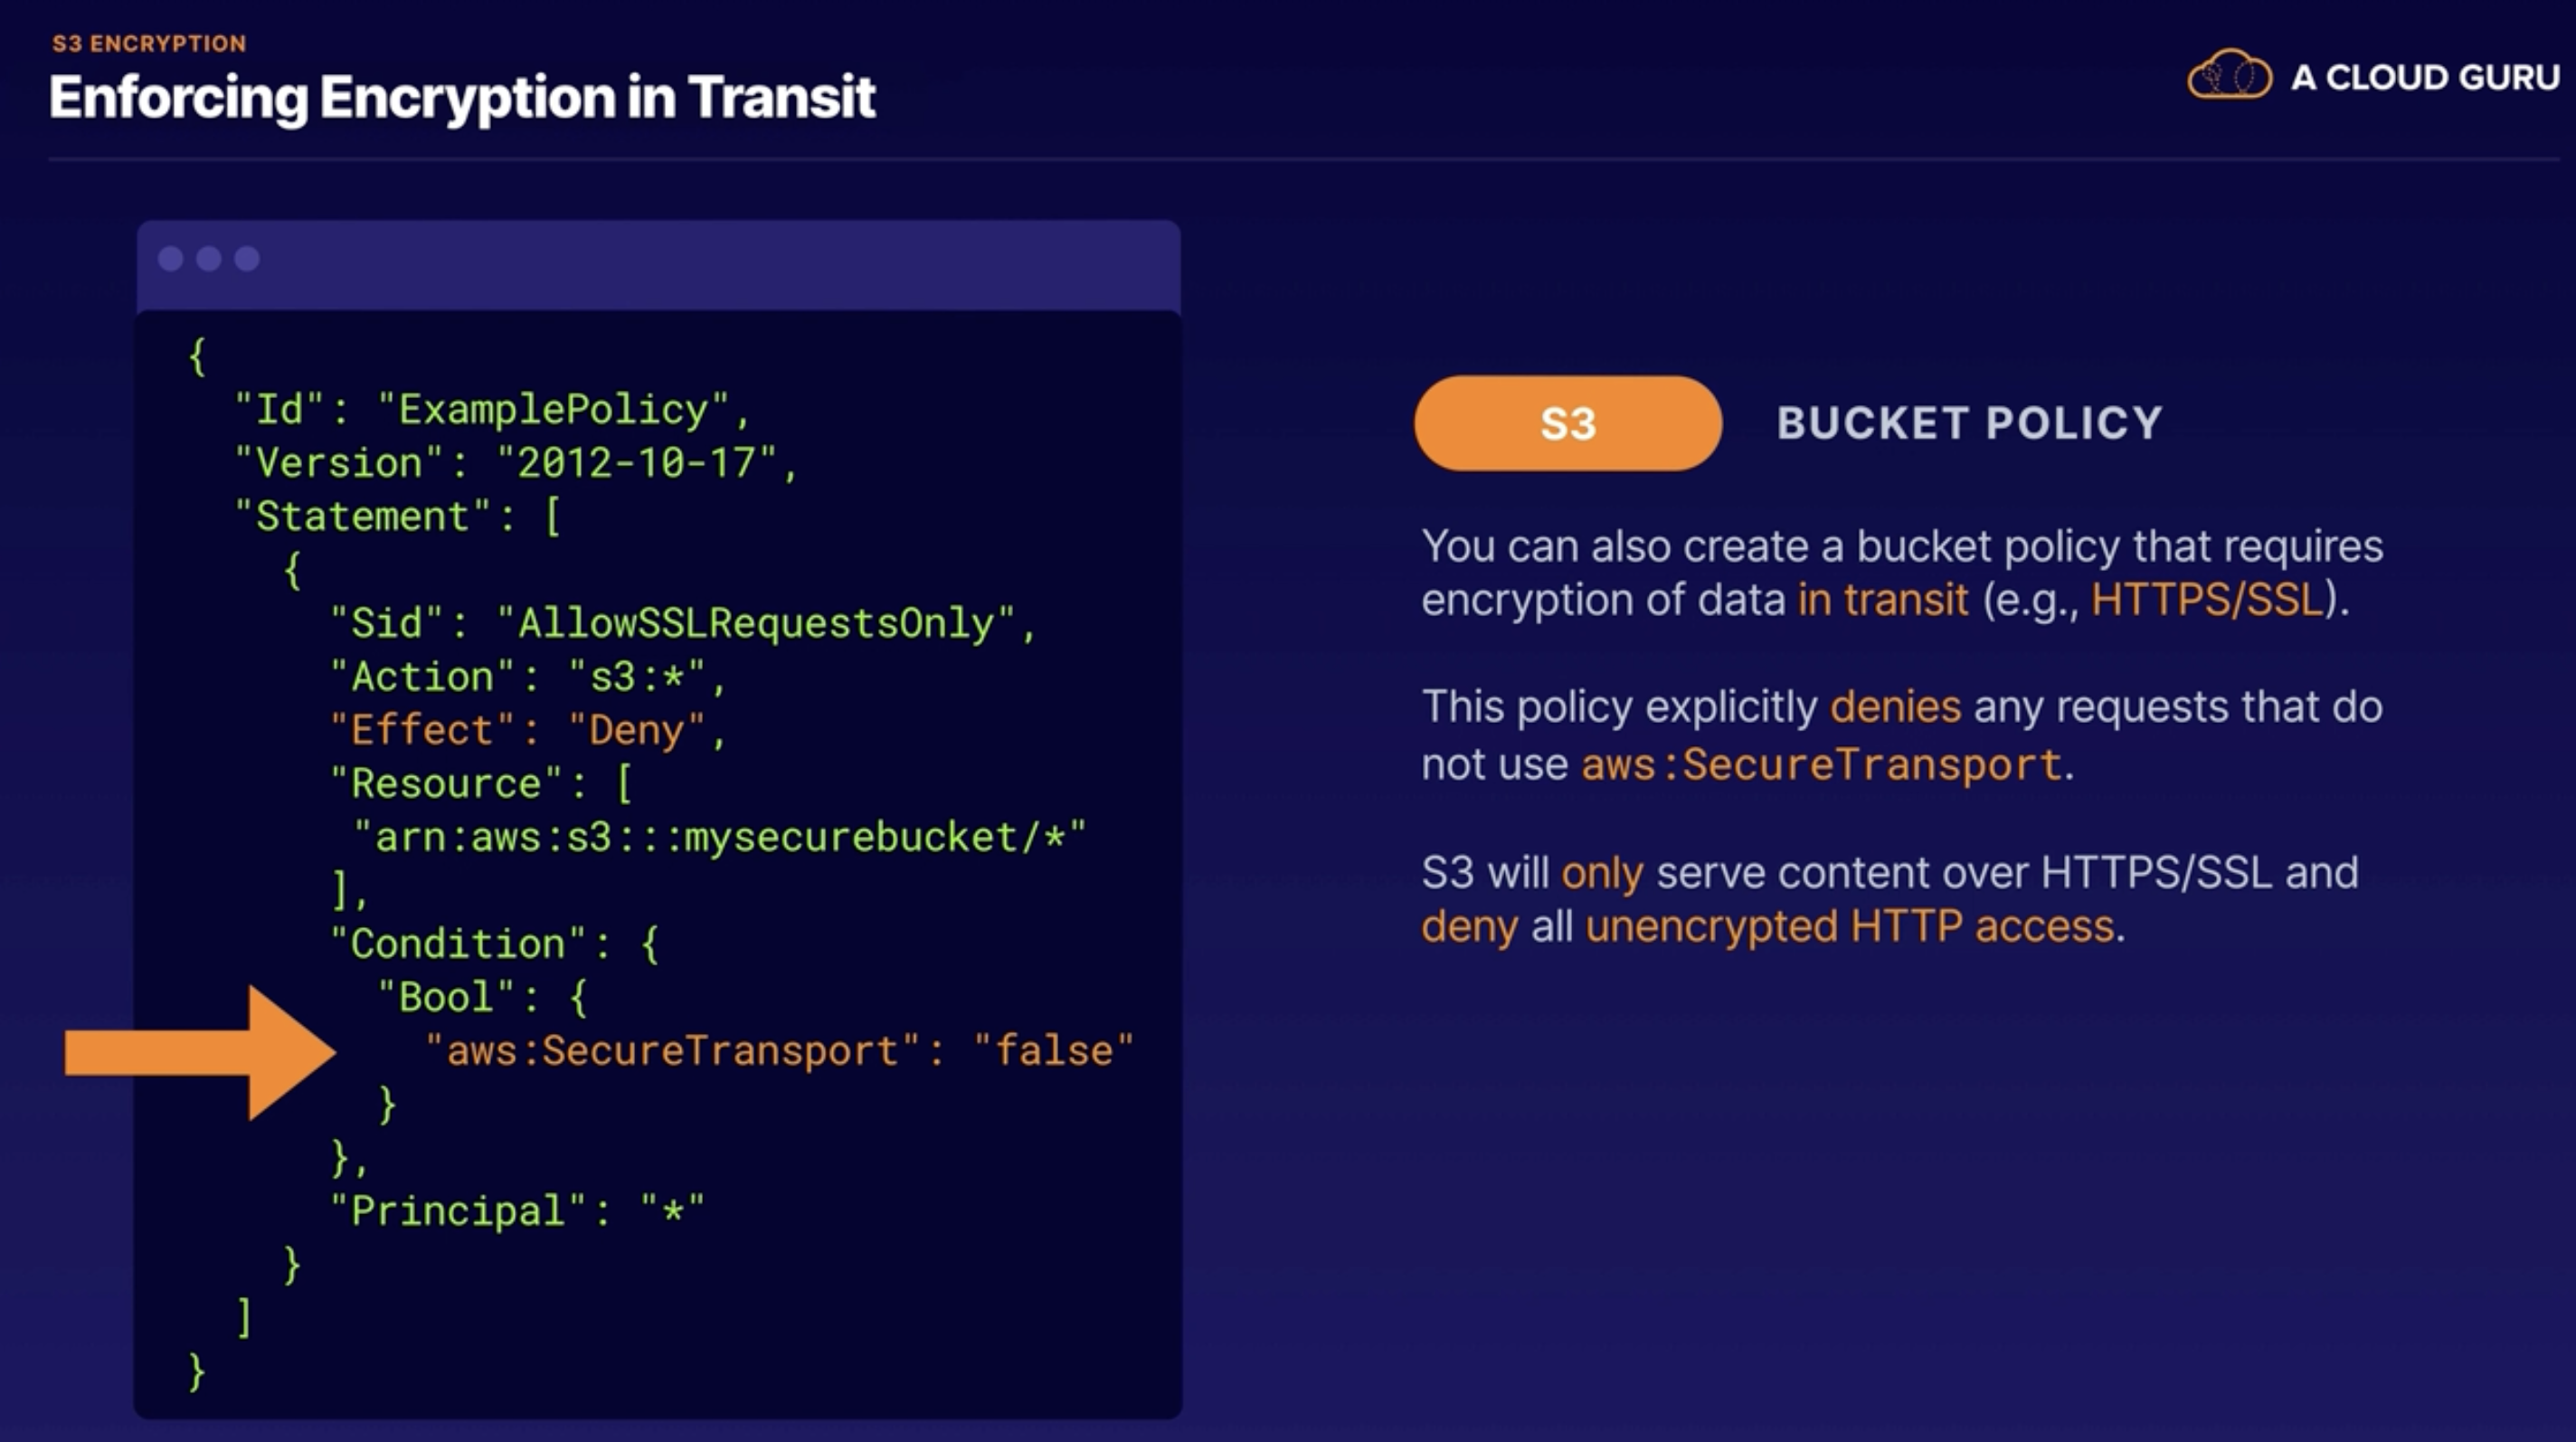 S3 ENCRYPTION
Enforcing Encryption in Transit
A CLOUD GURU
{
"Id": "ExamplePolicy",
"Version": "2012-10-17",
"Statement": [
{
"Sid": "AllowSSLRequestsOnly",
"Action": "s3:*",
"Effect": "Deny",
"Resource": [
"arn:aws:s3:::mysecurebucket/*"
],
"Condition": {
"Bool": {
"aws:SecureTransport": "false"
}
},
"Principal": "*"
}
]
}
S3 BUCKET POLICY
You can also create a bucket policy that requires
encryption of data in transit (e.g., HTTPS/SSL).
This policy explicitly denies any requests that do
not use aws:SecureTransport.
S3 will only serve content over HTTPS/SSL and
deny all unencrypted HTTP access.